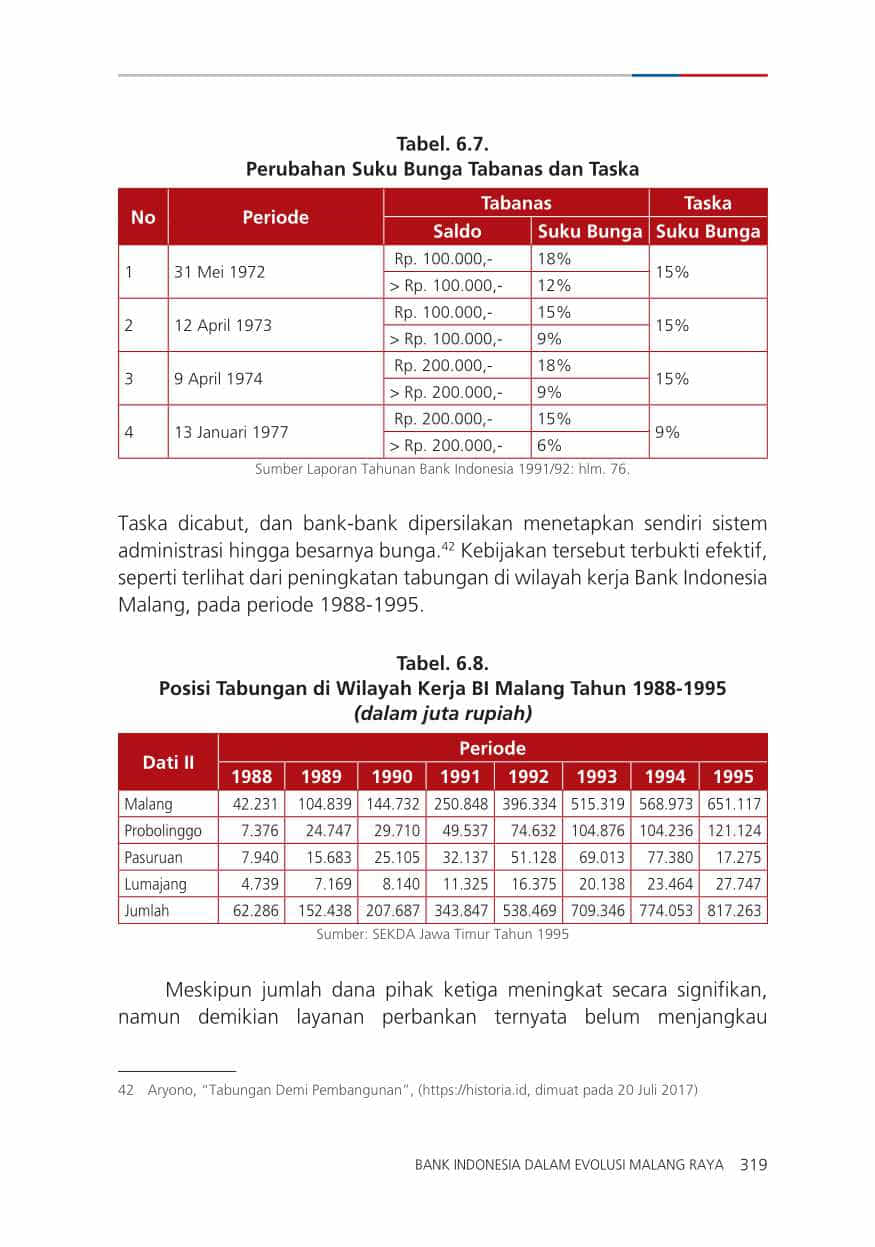 Tabel. 6.7.
Perubahan Suku Bunga Tabanas dan Taska
No Periode Tabanas Taska
Saldo Suku Bunga Suku Bunga
1 31 Mei 1972 Rp. 100.000,- 18% 15%
> Rp. 100.000,- 12%
2 12 April 1973 Rp. 100.000,- 15% 15%
> Rp. 100.000,- 9%
3 9 April 1974 Rp. 200.000,- 18% 15%
> Rp. 200.000,- 9%
4 13 Januari 1977 Rp. 200.000,- 15% 9%
> Rp. 200.000,- 6%
Sumber Laporan Tahunan Bank Indonesia 1991/92: hlm. 76.
Taska dicabut, dan bank-bank dipersilakan menetapkan sendiri sistem
administrasi hingga besarnya bunga.⁴² Kebijakan tersebut terbukti efektif,
seperti terlihat dari peningkatan tabungan di wilayah kerja Bank Indonesia
Malang, pada periode 1988-1995.
Tabel. 6.8.
Posisi Tabungan di Wilayah Kerja BI Malang Tahun 1988-1995
(dalam juta rupiah)
Dati II Periode
1988 1989 1990 1991 1992 1993 1994 1995
Malang 42.231 104.839 144.732 250.848 396.334 515.319 568.973 651.117
Probolinggo 7.376 24.747 29.710 49.537 74.632 104.876 104.236 121.124
Pasuruan 7.940 15.683 25.105 32.137 51.128 69.013 77.380 17.275
Lumajang 4.739 7.169 8.140 11.325 16.375 20.138 23.464 27.747
Jumlah 62.286 152.438 207.687 343.847 538.469 709.346 774.053 817.263
Sumber: SEKDA Jawa Timur Tahun 1995
Meskipun jumlah dana pihak ketiga meningkat secara signifikan,
namun demikian layanan perbankan ternyata belum menjangkau
42 Aryono, "Tabungan Demi Pembangunan", (https://historia.id, dimuat pada 20 Juli 2017)
BANK INDONESIA DALAM EVOLUSI MALANG RAYA 319